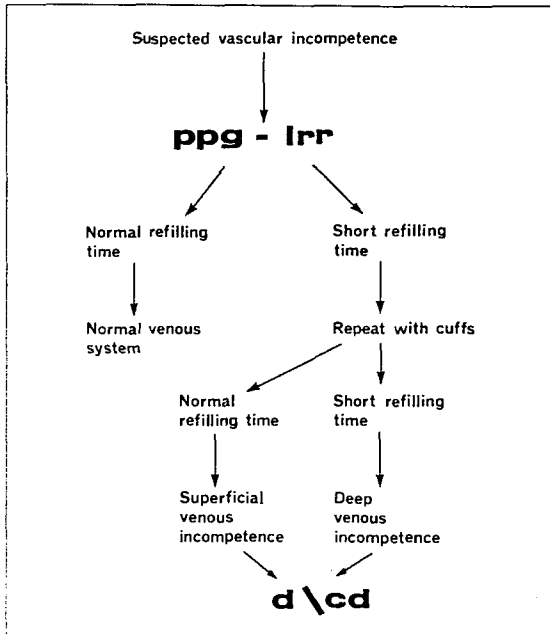 Suspected vascular incompetence
ppg - lrr
Normal refilling
time
Short refilling
time
Normal venous
system
Repeat with cuffs
Normal
refilling time
Short refilling
time
Superficial
venous
incompetence
Deep
venous
incompetence
d \cd